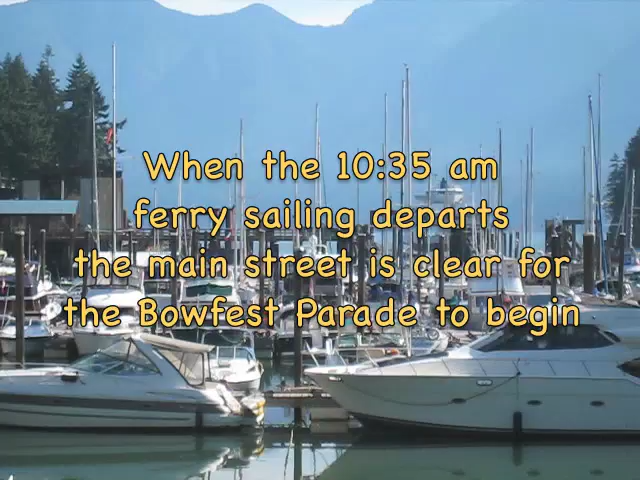 When the 10:35 am
ferry sailing departs
the main street is clear for
the Bowfest Parade to begin